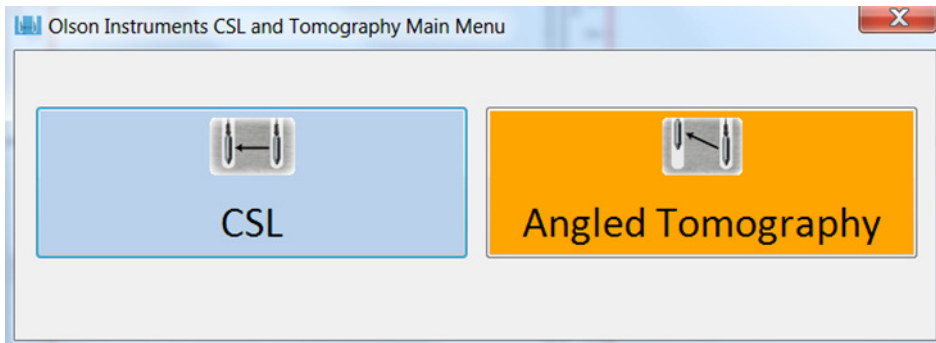 Olson Instruments CSL and Tomography Main Menu
CSL
Angled Tomography